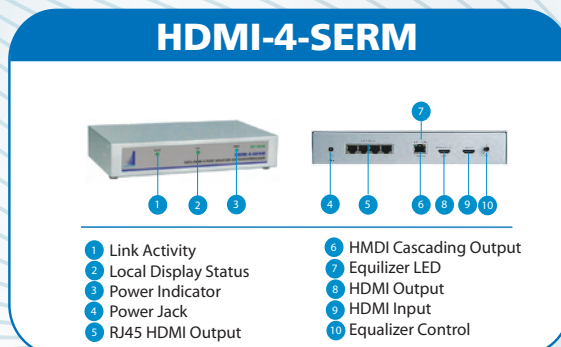 HDMI-4-SERM
7
1
2
3
4
5
6
8
9
10
1 Link Activity
2 Local Display Status
3 Power Indicator
4 Power Jack
5 RJ45 HDMI Output
6 HMDI Cascading Output
7 Equilizer LED
8 HDMI Output
9 HDMI Input
10 Equalizer Control